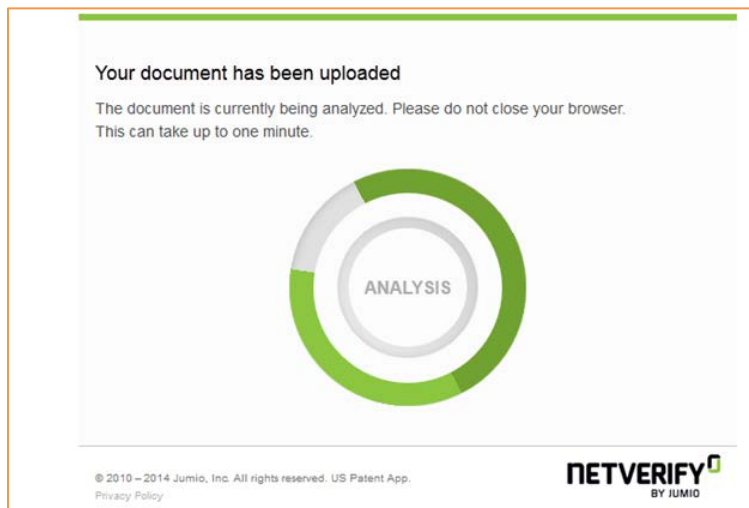 Your document has been uploaded
The document is currently being analyzed. Please do not close your browser.
This can take up to one minute.
ANALYSIS
© 2010 – 2014 Jumio, Inc. All rights reserved. US Patent App.
Privacy Policy
NETVERIFY
BY JUMIO